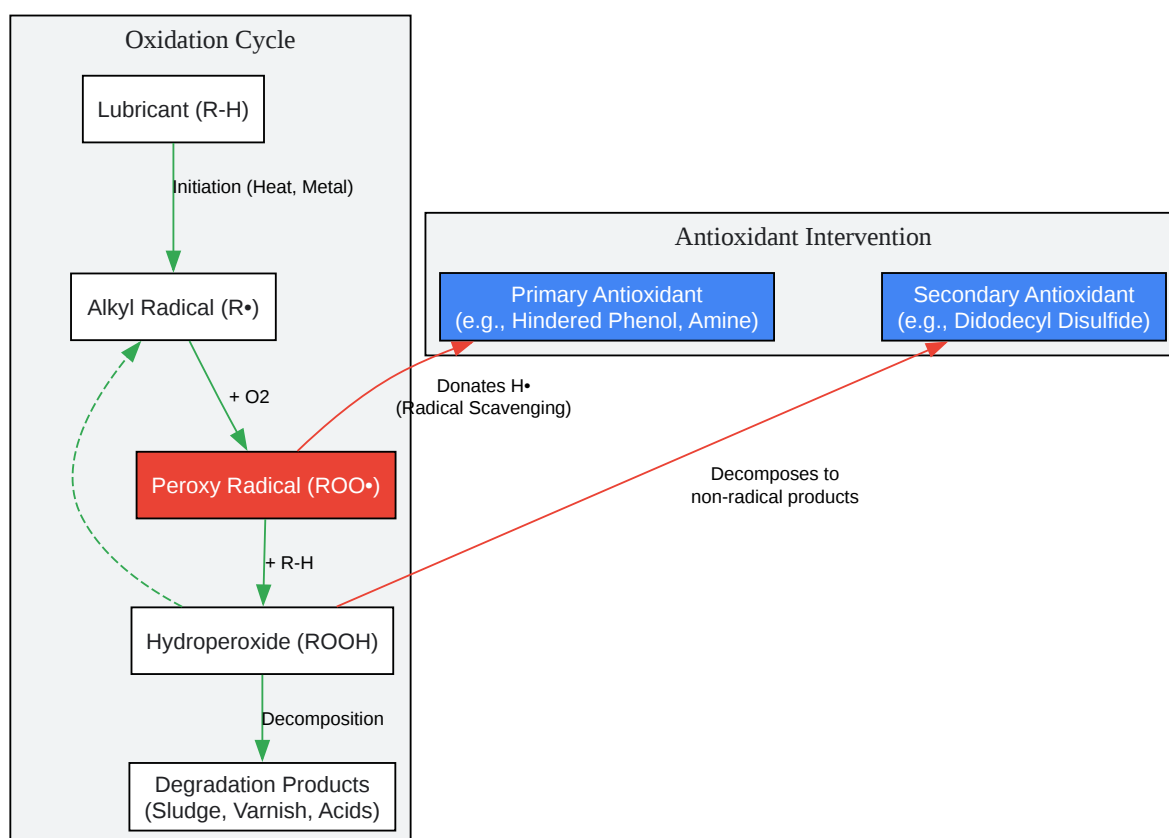 Oxidation Cycle
Lubricant (R-H)
Initiation (Heat, Metal)
Alkyl Radical (R•)
+ O2
Peroxy Radical (ROO•)
+ R-H
Hydroperoxide (ROOH)
Decomposition
Degradation Products
(Sludge, Varnish, Acids)
Antioxidant Intervention
Primary Antioxidant
(e.g., Hindered Phenol, Amine)
Secondary Antioxidant
(e.g., Didodecyl Disulfide)
Donates H•
(Radical Scavenging)
Decomposes to
non-radical products